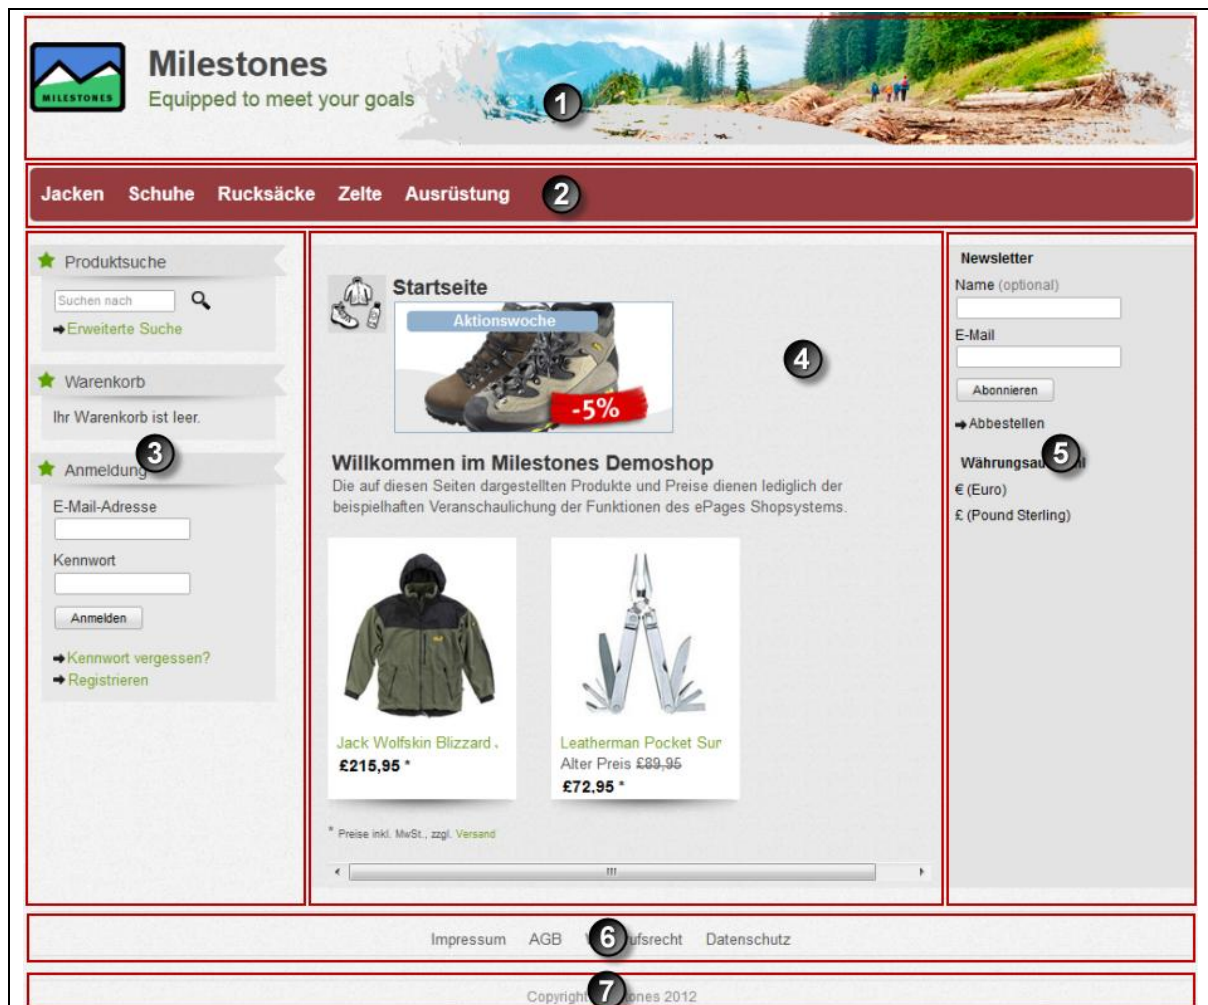 Milestones
Equipped to meet your goals
MILESTONES
1
Jacken Schuhe Rucksäcke Zelte Ausrüstung
2
Produktsuche
Suchen nach
Erweiterte Suche
Warenkorb
Ihr Warenkorb ist leer.
3
Anmeldung
E-Mail-Adresse
Kennwort
Anmelden
Kennwort vergessen?
Registrieren
Startseite
Aktionswoche
-5%
4
Willkommen im Milestones Demoshop
Die auf diesen Seiten dargestellten Produkte und Preise dienen lediglich der
beispielhaften Veranschaulichung der Funktionen des ePages Shopsystems.
Jack Wolfskin Blizzard
£215,95 *
Leatherman Pocket Sur
Alter Preis £89,95
£72,95 *
* Preise inkl. MwSt., zzgl. Versand
Newsletter
Name (optional)
E-Mail
Abonnieren
Abbestellen
5
€ (Euro)
£ (Pound Sterling)
Impressum AGB Datenschutz
6
Copyright 2012
7